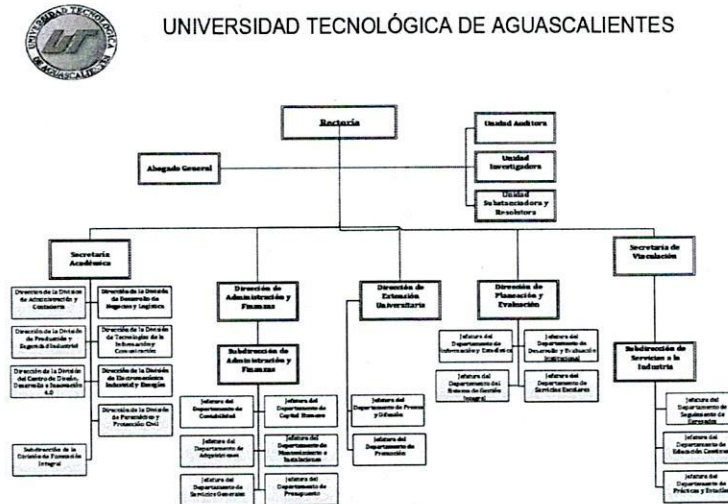 UNIVERSIDAD TECNOLÓGICA
DE AGUASCALIENTES
UNIVERSIDAD TECNOLÓGICA DE AGUASCALIENTES
Rectoría
Unidad Auditora
Abogado General
Unidad
Investigadora
Unidad
Substanciadora y
Resolutora
Secretaría
Académica
Secretaría de
Vinculación
Dirección de
Administración y
Finanzas
Dirección de
Extensión
Universitaria
Dirección de
Planeación y
Evaluación
Dirección de la División
de Administración y
Contaduría
Dirección de la División
de Desarrollo de
Negocios y Logística
Dirección de la División
de Producción y
Seguridad Industrial
Dirección de la División
de Tecnologías de la
Información y
Comunicación
Dirección de la División
del Centro de Diseño,
Desarrollo e Innovación
4.0
Dirección de la División
de Electromecánica
Industrial y Energías
Dirección de la División
de Paramédico y
Protección Civil
Subdirección de la
División de Formación
Integral
Subdirección de
Administración y
Finanzas
Jefatura del
Departamento de
Contabilidad
Jefatura del
Departamento de
Capital Humano
Jefatura del
Departamento de
Adquisiciones
Jefatura del
Departamento de
Mantenimiento e
Instalaciones
Jefatura del
Departamento de
Servicios Generales
Jefatura del
Departamento de
Presupuesto
Jefatura del
Departamento de Prensa
y Difusión
Jefatura del
Departamento de
Promoción
Jefatura del
Departamento de
Información y Estadística
Jefatura del
Departamento de
Desarrollo y Evaluación
Institucional
Jefatura del
Departamento del
Sistema de Gestión
Integral
Jefatura del
Departamento de
Servicios Escolares
Subdirección de
Servicios a la
Industria
Jefatura del
Departamento de
Seguimiento de
Egresados
Jefatura del
Departamento de
Educación
Jefatura del
Departamento de
Prácticas y